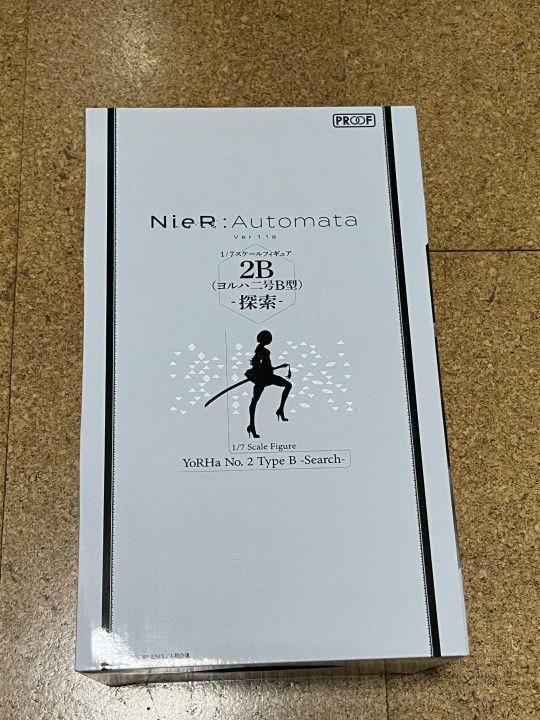 PROOF
NieR:Automata
Ver1.1a
1/7スケールフィギュア
2B
(ヨルハ二号B型)
-探索-
1/7 Scale Figure
YoRHa No. 2 Type B -Search-